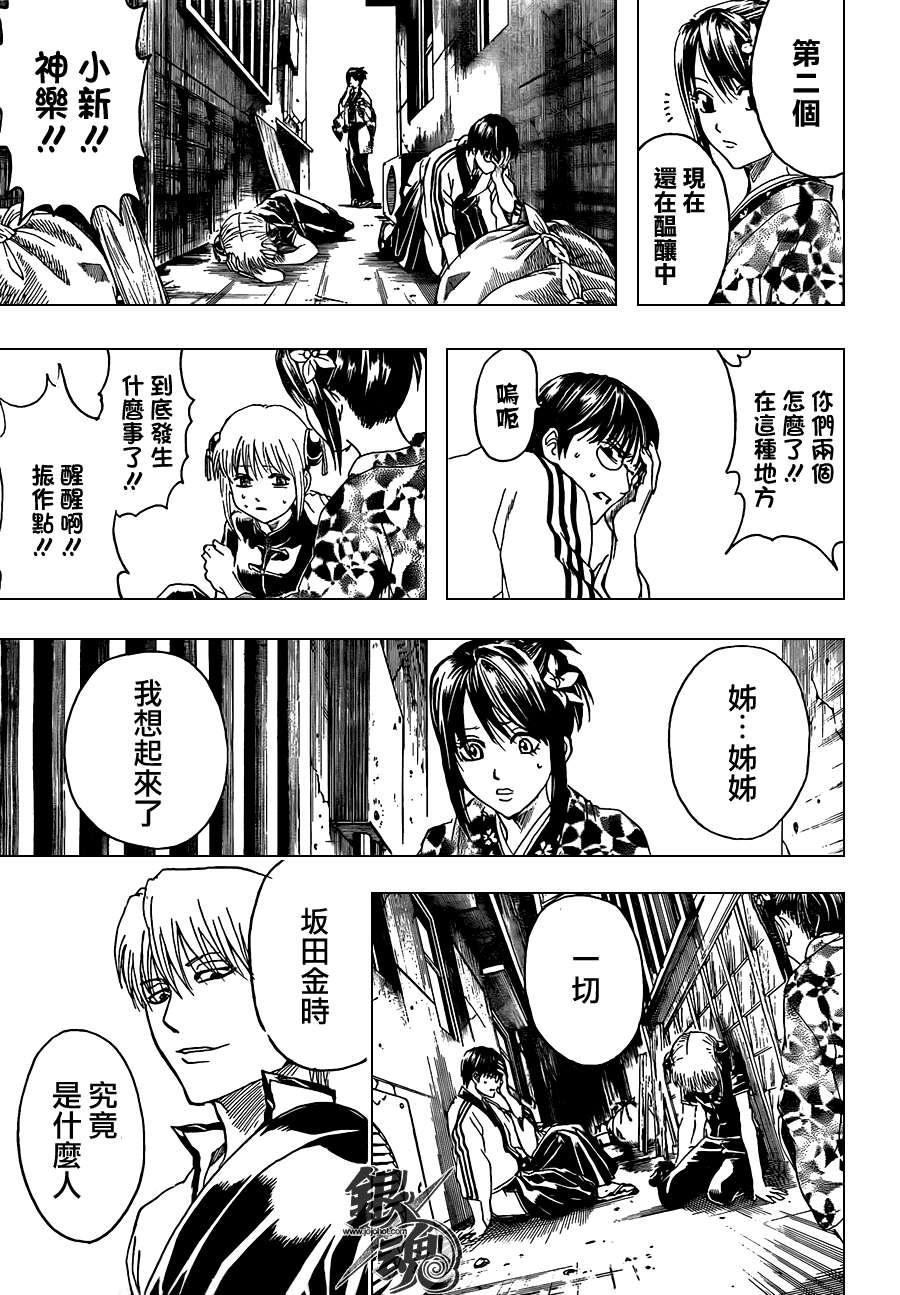 第二個
現在
還在醞釀中
小新!!
神樂!!
你們兩個
怎麼了!!
在這種地方
嗚呃
到底發生
什麼事了!!
醒醒啊!!
振作點!!
姊…姊姊
我想起來了
一切
坂田金時
究竟
是什麼人
銀魂
www.jojohot.com